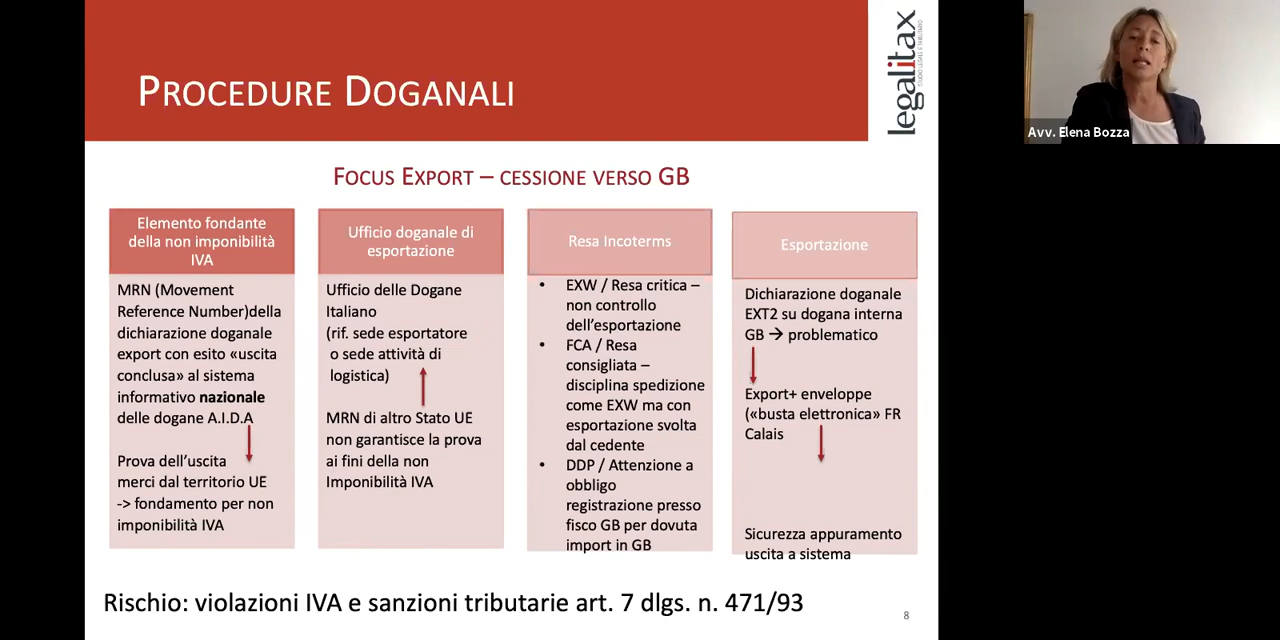 PROCEDURE DOGANALI
legalitax
FOCUS EXPORT – CESSIONE VERSO GB
Elemento fondante
della non imponibilità
IVA
MRN (Movement
Reference Number)della
dichiarazione doganale
export con esito «uscita
conclusa» al sistema
informativo nazionale
delle dogane A.I.D.A
Prova dell’uscita
merci dal territorio UE
-> fondamento per non
imponibilità IVA
Ufficio doganale di
esportazione
Ufficio delle Dogane
Italiano
(rif. sede esportatore
o sede attività di
logistica)
MRN di altro Stato UE
non garantisce la prova
ai fini della non
Imponibilità IVA
Resa Incoterms
• EXW / Resa critica –
non controllo
dell’esportazione
• FCA / Resa
consigliata –
disciplina spedizione
come EXW ma con
esportazione svolta
dal cedente
• DDP / Attenzione a
obbligo
registrazione presso
fisco GB per dovuta
import in GB
Esportazione
Dichiarazione doganale
EXT2 su dogana interna
GB → problematico
Export+ enveloppe
(«busta elettronica» FR
Calais
Sicurezza appuramento
uscita a sistema
Rischio: violazioni IVA e sanzioni tributarie art. 7 dlgs. n. 471/93
8
Avv. Elena Bozza